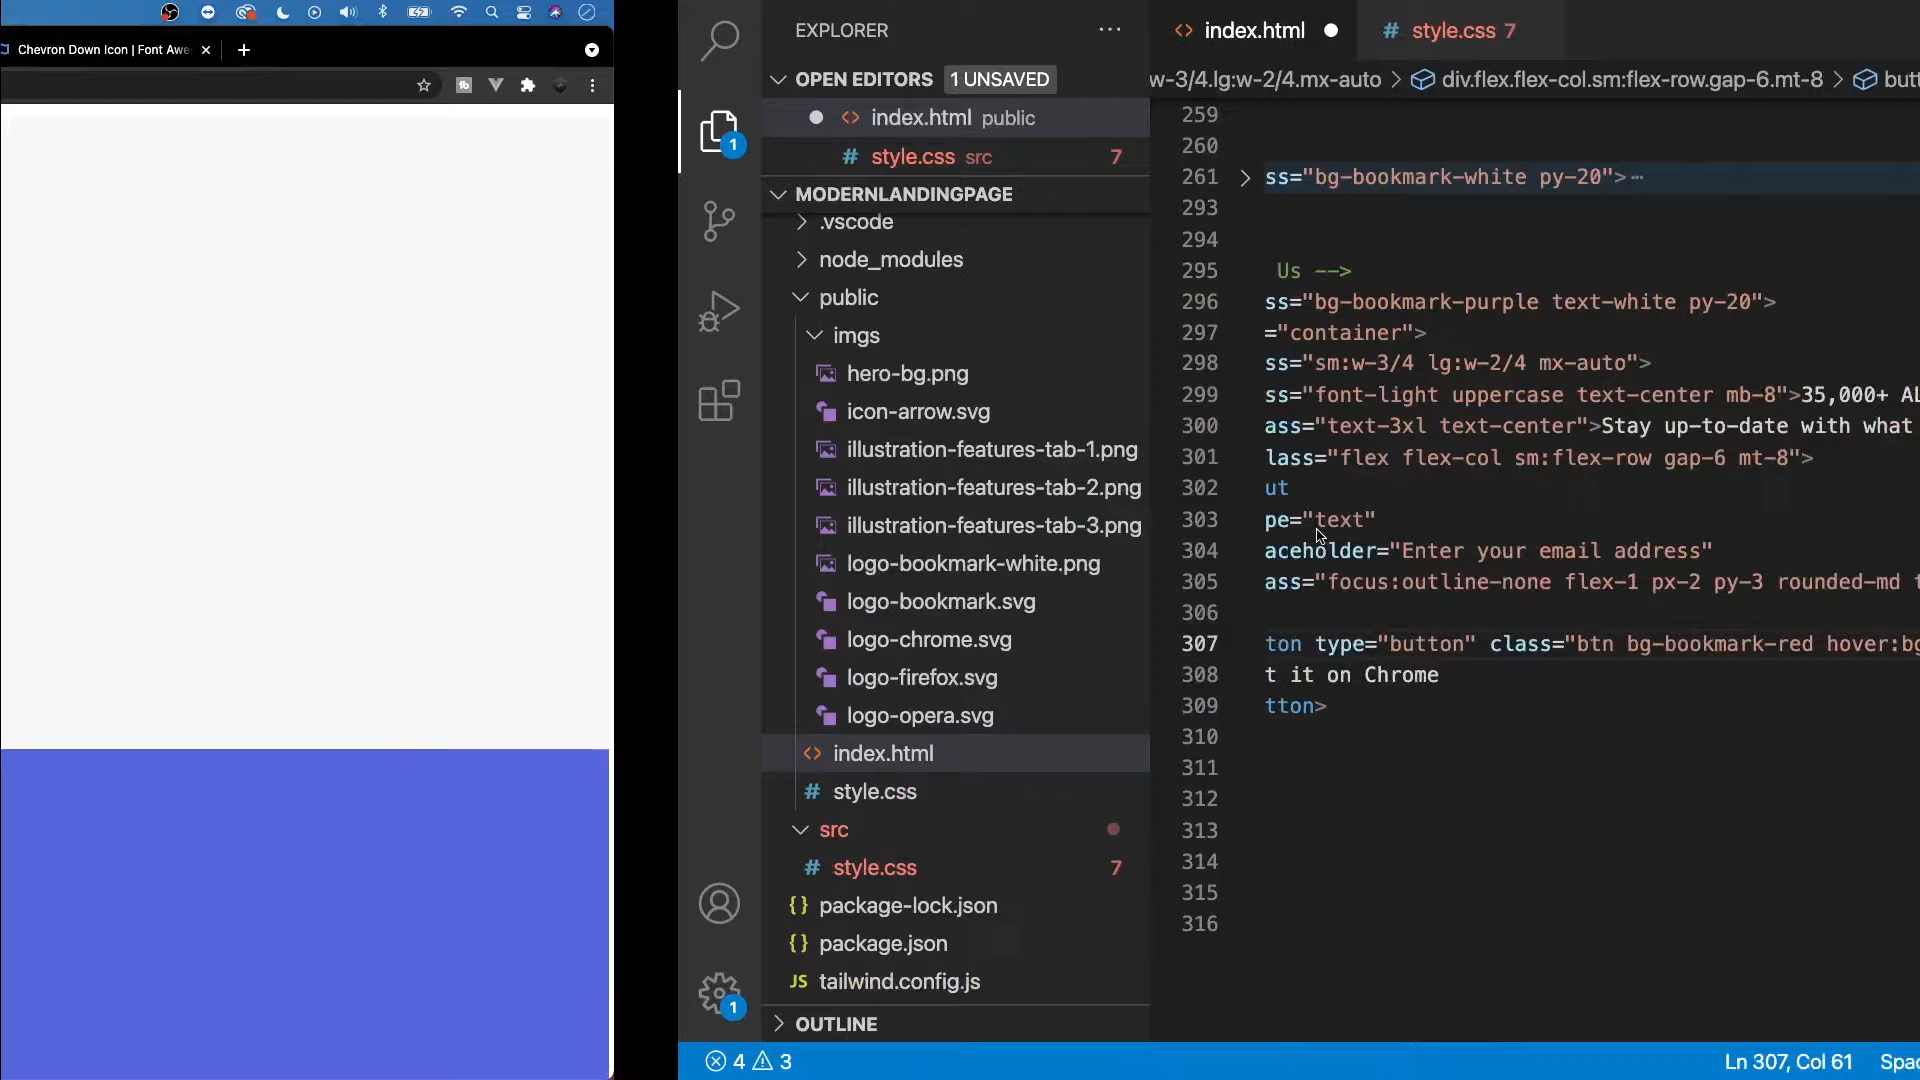 Chevron Down Icon | Font Awe
EXPLORER
OPEN EDITORS 1 UNSAVED
index.html public
style.css src 7
MODERNLANDINGPAGE
.vscode
node_modules
public
imgs
hero-bg.png
icon-arrow.svg
illustration-features-tab-1.png
illustration-features-tab-2.png
illustration-features-tab-3.png
logo-bookmark-white.png
logo-bookmark.svg
logo-chrome.svg
logo-firefox.svg
logo-opera.svg
index.html
style.css
src
style.css 7
package-lock.json
package.json
JS tailwind.config.js
OUTLINE
1
1
index.html # style.css 7
w-3/4.lg:w-2/4.mx-auto > div.flex.flex-col.sm:flex-row.gap-6.mt-8 > butt
259
260
261 ss="bg-bookmark-white py-20">
293
294
295 Us -->
296 ss="bg-bookmark-purple text-white py-20">
297 ="container">
298 ss="sm:w-3/4 lg:w-2/4 mx-auto">
299 ss="font-light uppercase text-center mb-8">35,000+ AL
300 ass="text-3xl text-center">Stay up-to-date with what
301 lass="flex flex-col sm:flex-row gap-6 mt-8">
302 ut
303 pe="text"
304 aceholder="Enter your email address"
305 ass="focus:outline-none flex-1 px-2 py-3 rounded-md t
306
307 ton type="button" class="btn bg-bookmark-red hover:bg
308 t it on Chrome
309 tton>
310
311
312
313
314
315
316
4 3
Ln 307, Col 61 Spac